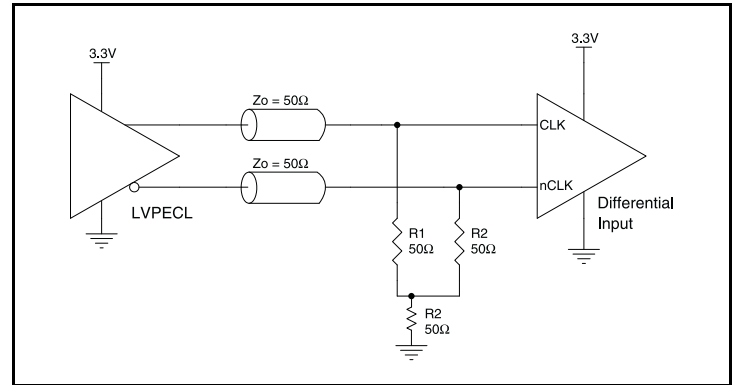 3.3V
3.3V
Zo = 50Ω
CLK
Zo = 50Ω
nCLK
LVPECL
Differential
Input
R1
50Ω
R2
50Ω
R2
50Ω